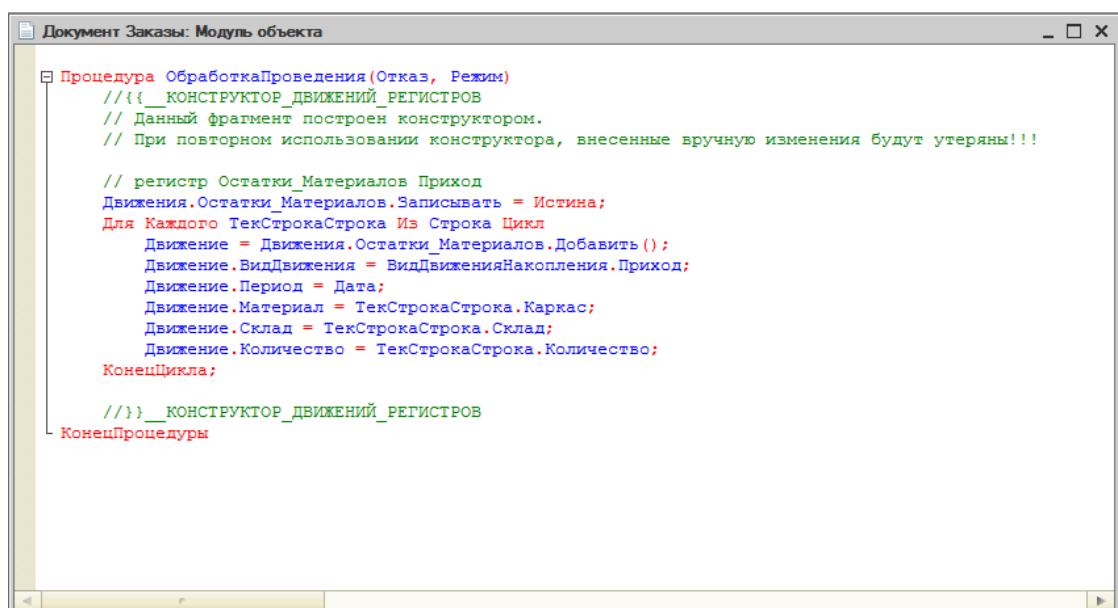 Документ Заказы: Модуль объекта
Процедура ОбработкаПроведения(Отказ, Режим)
//{{__КОНСТРУКТОР_ДВИЖЕНИЙ_РЕГИСТРОВ
// Данный фрагмент построен конструктором.
// При повторном использовании конструктора, внесенные вручную изменения будут утеряны!!!
// регистр Остатки_Материалов Приход
Движения.Остатки_Материалов.Записывать = Истина;
Для Каждого ТекСтрокаСтрока Из Строка Цикл
Движение = Движения.Остатки_Материалов.Добавить();
Движение.ВидДвижения = ВидДвиженияНакопления.Приход;
Движение.Период = Дата;
Движение.Материал = ТекСтрокаСтрока.Каркас;
Движение.Склад = ТекСтрокаСтрока.Склад;
Движение.Количество = ТекСтрокаСтрока.Количество;
КонецЦикла;
//}}__КОНСТРУКТОР_ДВИЖЕНИЙ_РЕГИСТРОВ
КонецПроцедуры